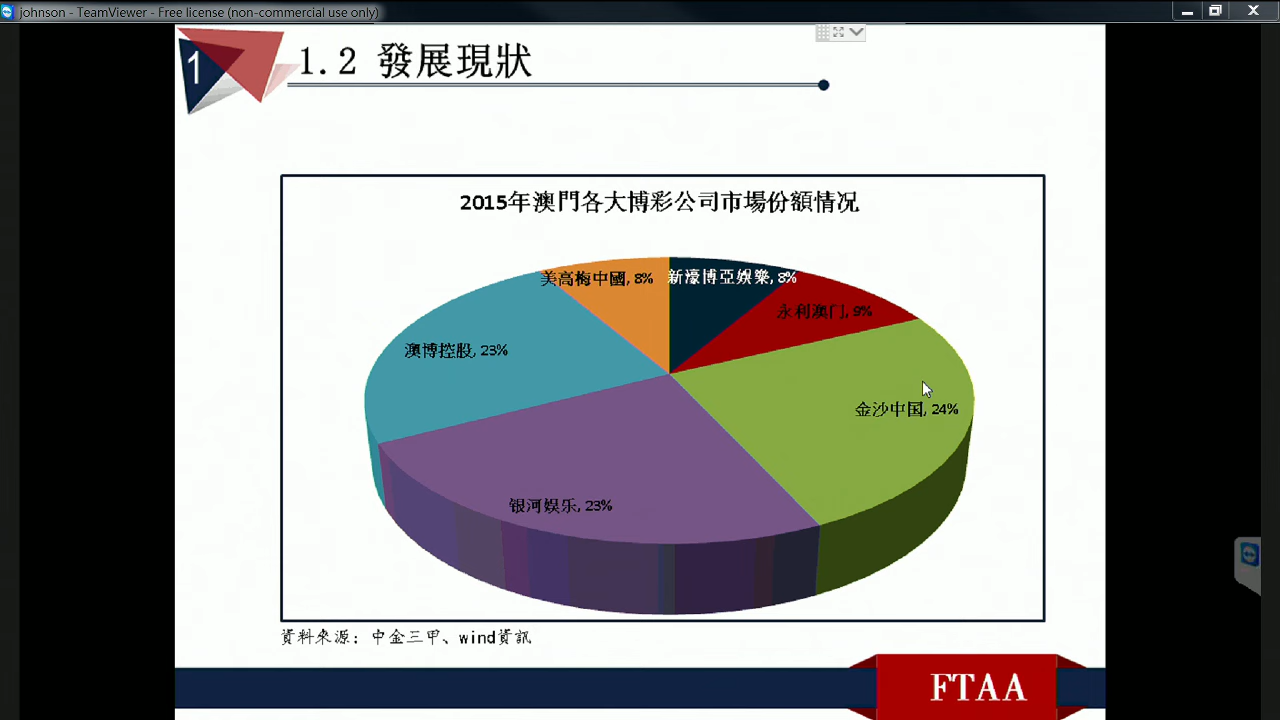 johnson - TeamViewer - Free license (non-commercial use only)
1
1.2 發展現狀
2015年澳門各大博彩公司市場份額情况
美高梅中國, 8%
新濠博亞娛樂, 8%
永利澳门, 9%
澳博控股, 23%
金沙中国, 24%
银河娱乐, 23%
資料來源：中金三甲、wind資訊
FTAA